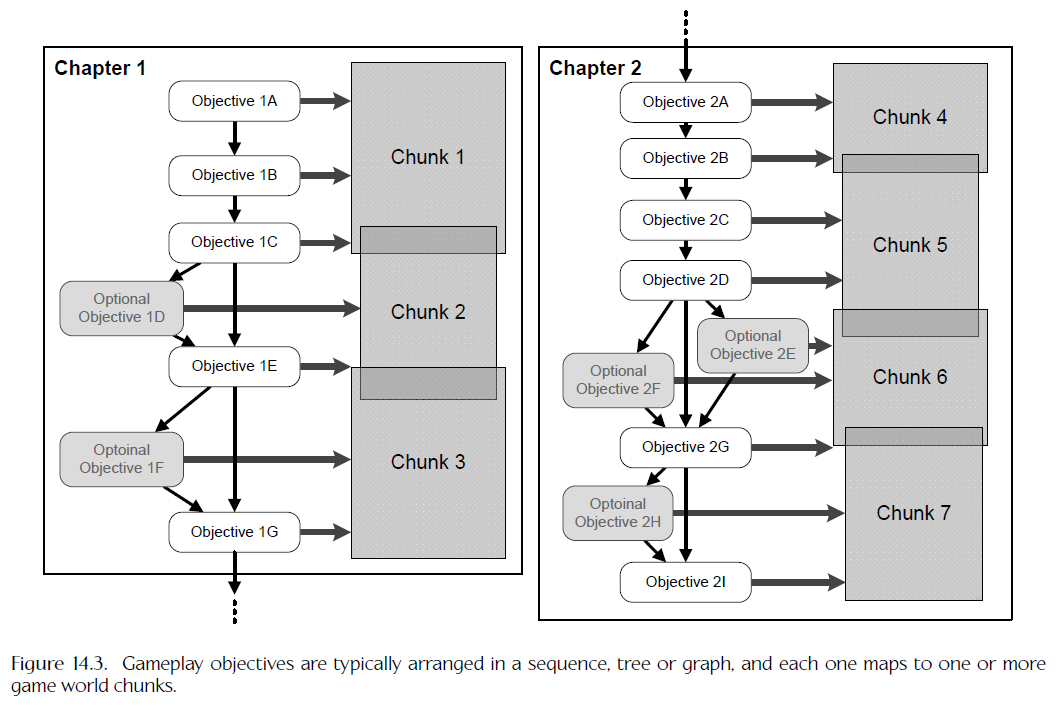 Chapter 1
Objective 1A
Objective 1B
Objective 1C
Optional
Objective 1D
Objective 1E
Optoinal
Objective 1F
Objective 1G
Chunk 1
Chunk 2
Chunk 3
Chapter 2
Objective 2A
Objective 2B
Objective 2C
Objective 2D
Optional
Objective 2E
Optional
Objective 2F
Objective 2G
Optoinal
Objective 2H
Objective 2I
Chunk 4
Chunk 5
Chunk 6
Chunk 7
Figure 14.3. Gameplay objectives are typically arranged in a sequence, tree or graph, and each one maps to one or more
game world chunks.